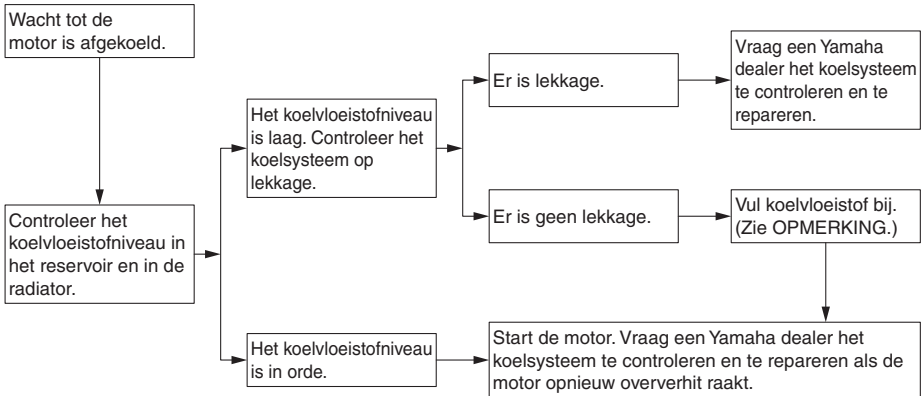 Wacht tot de
motor is afgekoeld.
Controleer het
koelvloeistofniveau in
het reservoir en in de
radiator.
Het koelvloeistofniveau
is laag. Controleer het
koelsysteem op
lekkage.
Er is lekkage.
Vraag een Yamaha
dealer het koelsysteem
te controleren en te
repareren.
Er is geen lekkage.
Vul koelvloeistof bij.
(Zie OPMERKING.)
Het koelvloeistofniveau
is in orde.
Start de motor. Vraag een Yamaha dealer het
koelsysteem te controleren en te repareren als de
motor opnieuw oververhit raakt.